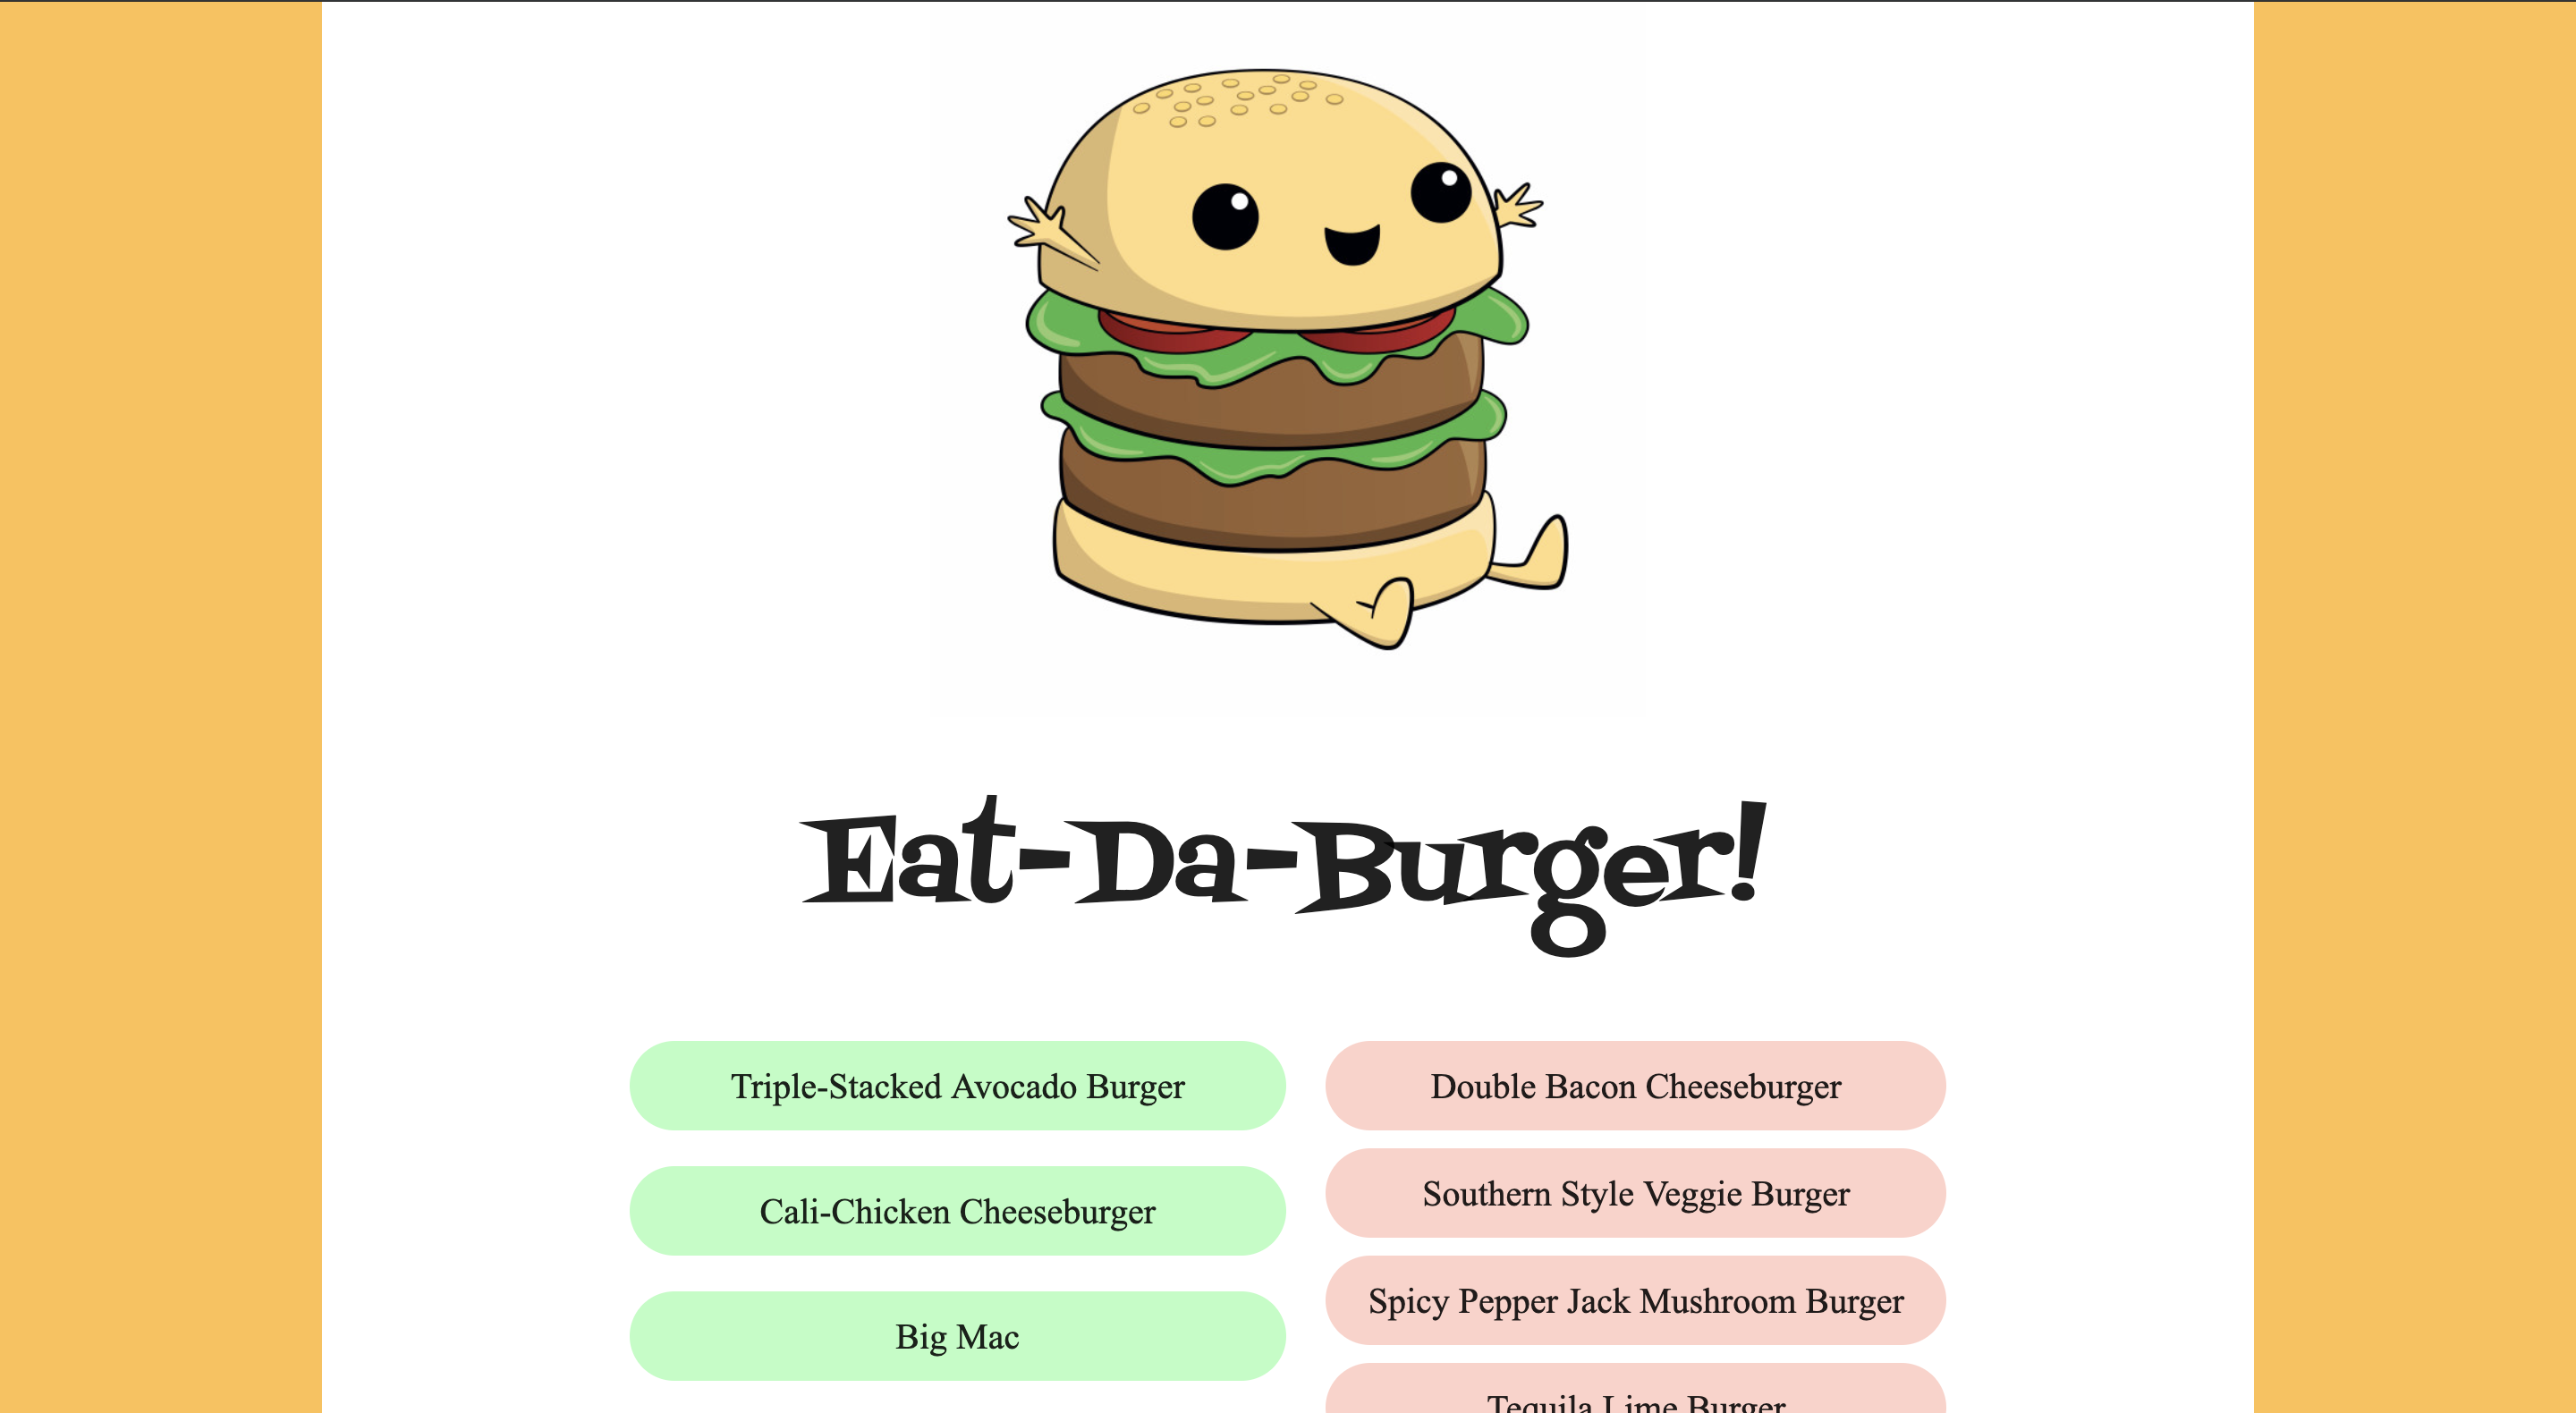 Eat-Da-Burger!
Triple-Stacked Avocado Burger
Double Bacon Cheeseburger
Cali-Chicken Cheeseburger
Southern Style Veggie Burger
Big Mac
Spicy Pepper Jack Mushroom Burger
Tequila Lime Burger